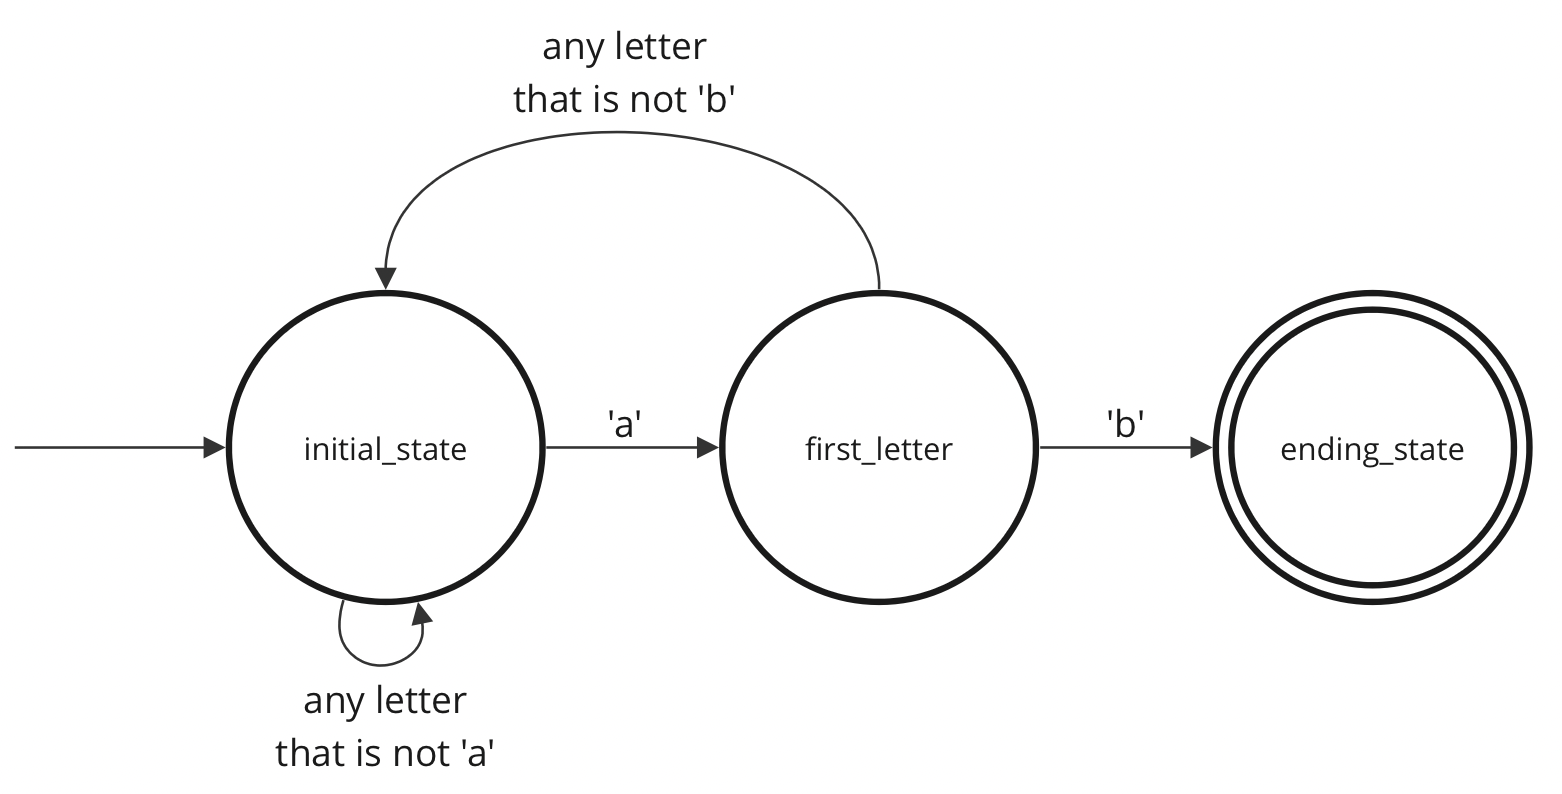 any letter
that is not 'b'
initial_state
'a'
first_letter
'b'
ending_state
any letter
that is not 'a'